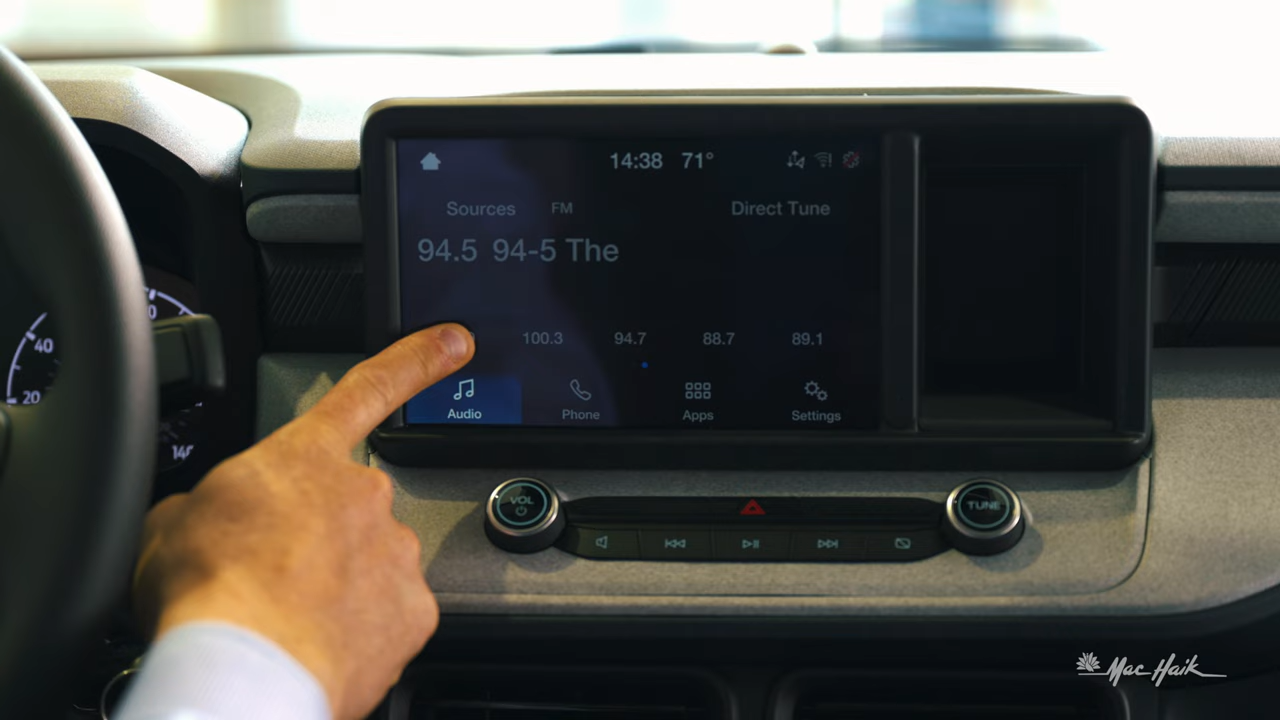 14:38 71°
Sources FM Direct Tune
94.5 94-5 The
100.3 94.7 88.7 89.1
Audio Phone Apps Settings
40
20
140
VOL
TUNE
Mac Haik